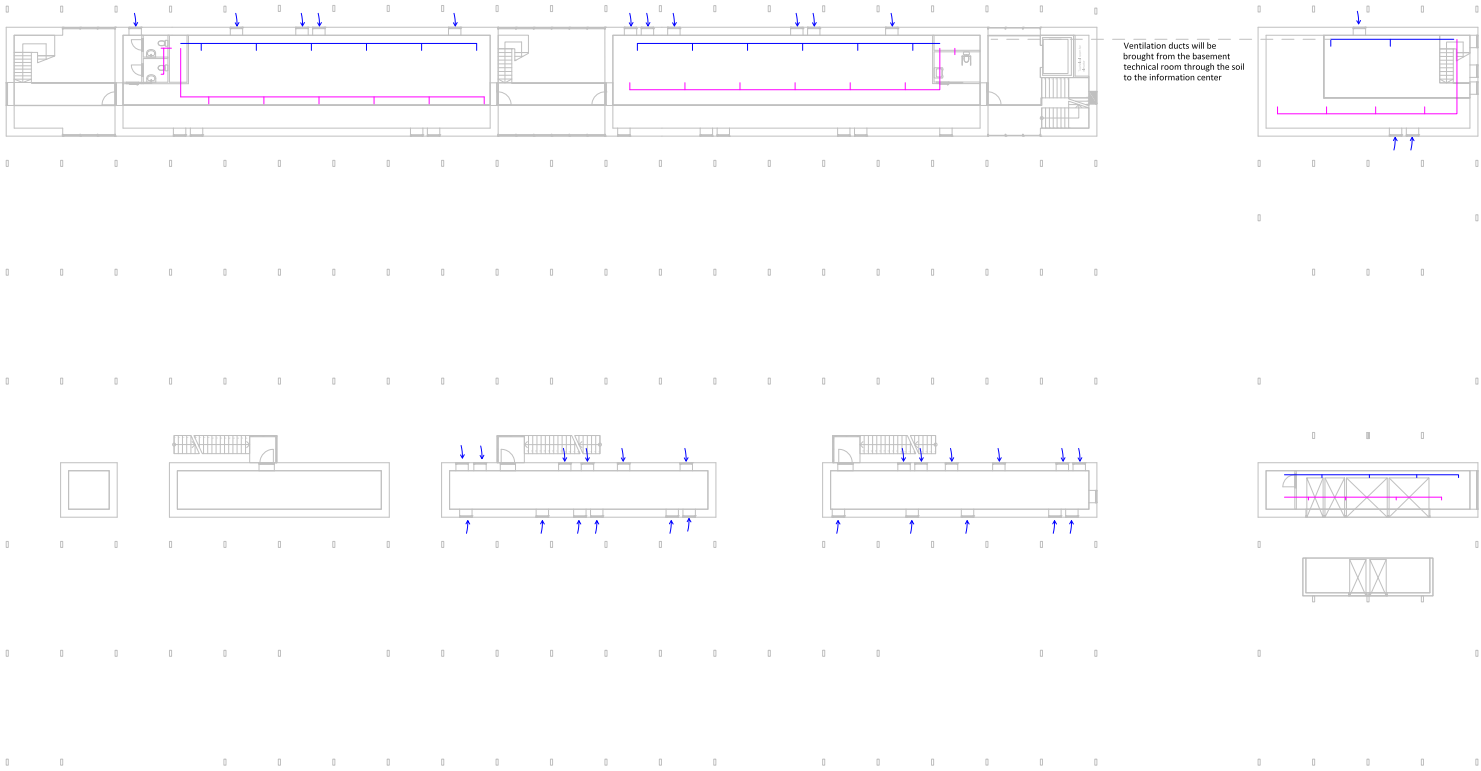 Ventilation ducts will be
brought from the basement
technical room through the soil
to the information center